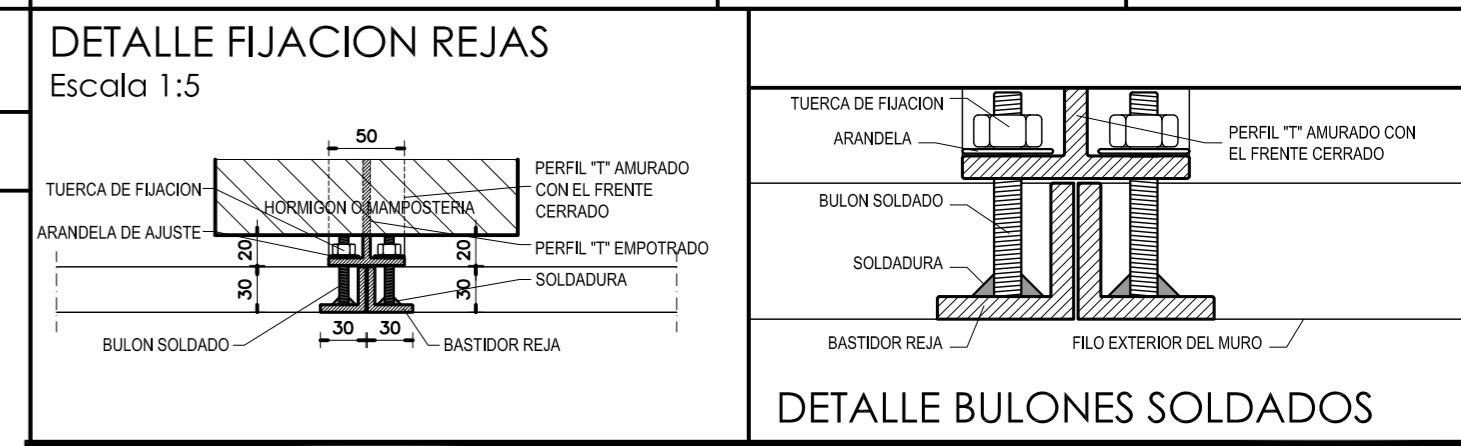 DETALLE FIJACION REJAS
Escala 1:5
50
TUERCA DE FIJACION
PERFIL "T" AMURADO
CON EL FRENTE
CERRADO
HORMIGON O MAMPOSTERIA
ARANDELA DE AJUSTE
20
20
PERFIL "T" EMPOTRADO
30
30
SOLDADURA
30
30
BULON SOLDADO
BASTIDOR REJA
TUERCA DE FIJACION
ARANDELA
PERFIL "T" AMURADO CON
EL FRENTE CERRADO
BULON SOLDADO
SOLDADURA
BASTIDOR REJA
FILO EXTERIOR DEL MURO
DETALLE BULONES SOLDADOS